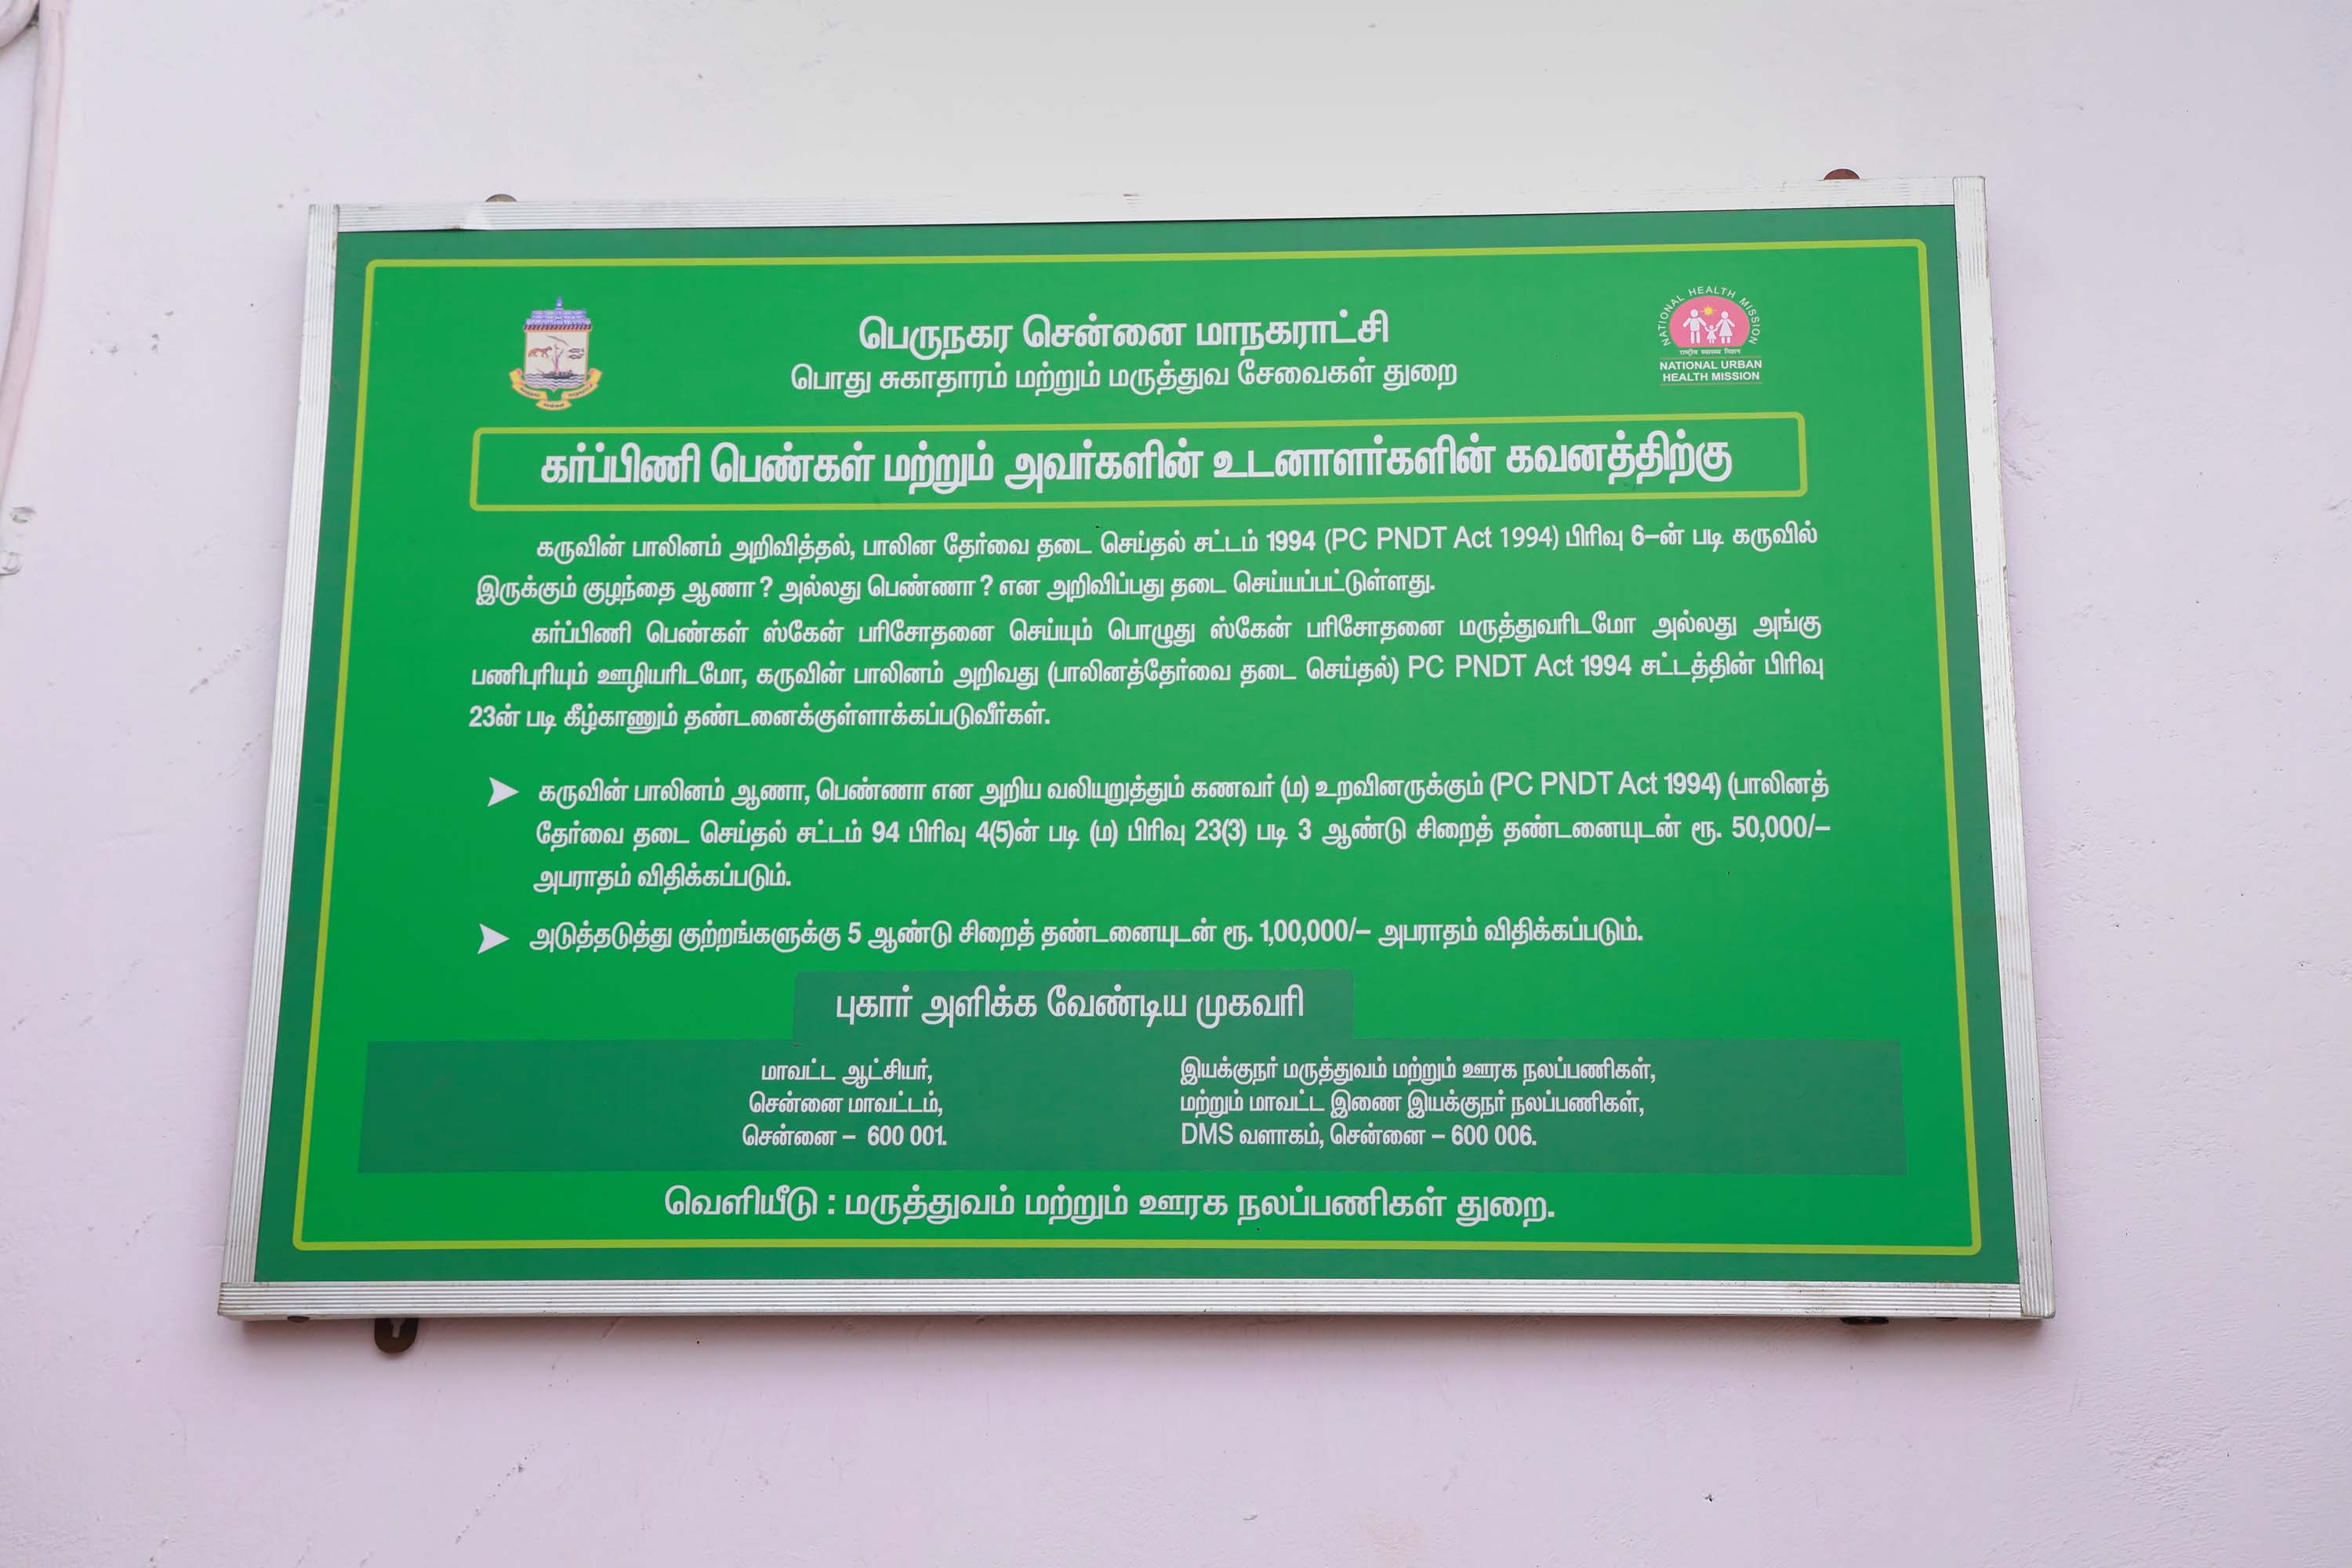 பெருநகர சென்னை மாநகராட்சி
பொது சுகாதாரம் மற்றும் மருத்துவ சேவைகள் துறை
NATIONAL HEALTH MISSION
राष्ट्रीय स्वास्थ्य मिशन
NATIONAL URBAN
HEALTH MISSION
கர்ப்பிணி பெண்கள் மற்றும் அவர்களின் உடனாளர்களின் கவனத்திற்கு
கருவின் பாலினம் அறிவித்தல், பாலின தேர்வை தடை செய்தல் சட்டம் 1994 (PC PNDT Act 1994) பிரிவு 6–ன் படி கருவில்
இருக்கும் குழந்தை ஆணா? அல்லது பெண்ணா? என அறிவிப்பது தடை செய்யப்பட்டுள்ளது.
கர்ப்பிணி பெண்கள் ஸ்கேன் பரிசோதனை செய்யும் பொழுது ஸ்கேன் பரிசோதனை மருத்துவரிடமோ அல்லது அங்கு
பணிபுரியும் ஊழியரிடமோ, கருவின் பாலினம் அறிவது (பாலினத்தேர்வை தடை செய்தல்) PC PNDT Act 1994 சட்டத்தின் பிரிவு
23ன் படி கீழ்காணும் தண்டனைக்குள்ளாக்கப்படுவீர்கள்.
➤ கருவின் பாலினம் ஆணா, பெண்ணா என அறிய வலியுறுத்தும் கணவர் (ம) உறவினருக்கும் (PC PNDT Act 1994) (பாலினத்
தேர்வை தடை செய்தல் சட்டம் 94 பிரிவு 4(5)ன் படி (ம) பிரிவு 23(3) படி 3 ஆண்டு சிறைத் தண்டனையுடன் ரூ. 50,000/–
அபராதம் விதிக்கப்படும்.
➤ அடுத்தடுத்து குற்றங்களுக்கு 5 ஆண்டு சிறைத் தண்டனையுடன் ரூ. 1,00,000/– அபராதம் விதிக்கப்படும்.
புகார் அளிக்க வேண்டிய முகவரி
மாவட்ட ஆட்சியர்,
சென்னை மாவட்டம்,
சென்னை – 600 001.
இயக்குநர் மருத்துவம் மற்றும் ஊரக நலப்பணிகள்,
மற்றும் மாவட்ட இணை இயக்குநர் நலப்பணிகள்,
DMS வளாகம், சென்னை – 600 006.
வெளியீடு : மருத்துவம் மற்றும் ஊரக நலப்பணிகள் துறை.